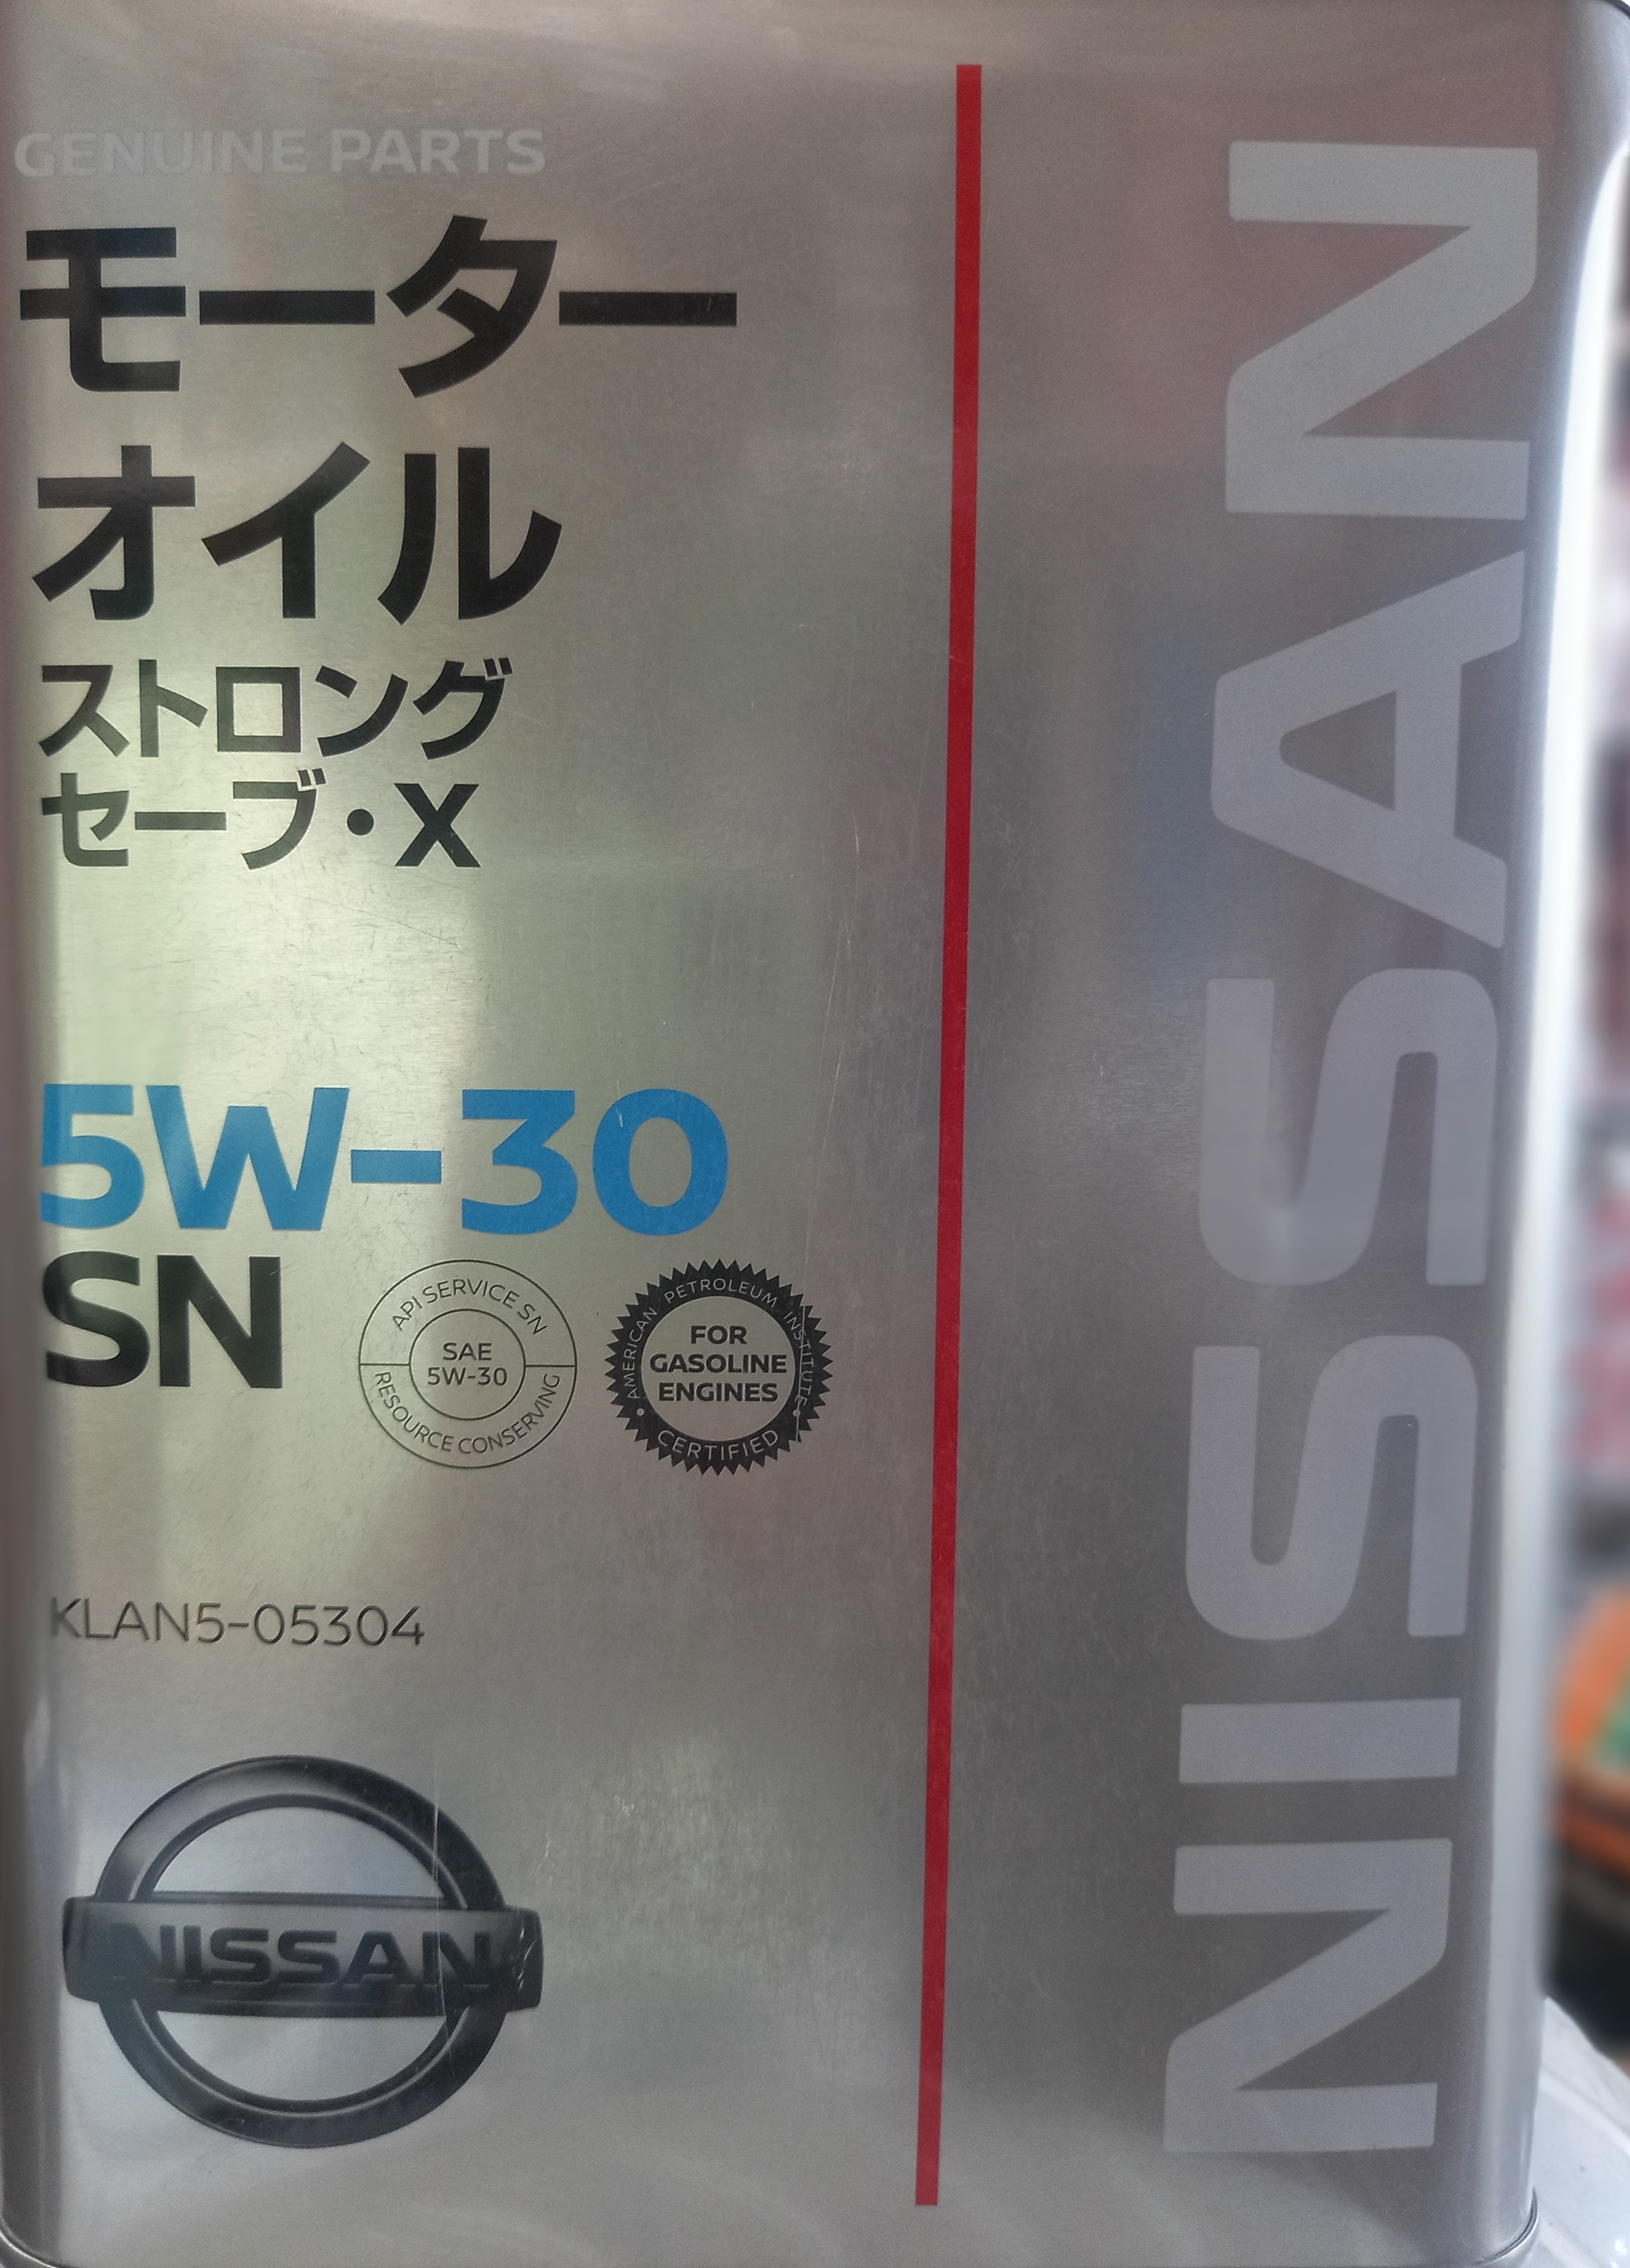 GENUINE PARTS
モーター
オイル
ストロング
セーブ・X
5W-30
SN
API SERVICE SN
SAE
5W-30
RESOURCE CONSERVING
AMERICAN PETROLEUM INSTITUTE
FOR
GASOLINE
ENGINES
CERTIFIED
KLAN5-05304
NISSAN
NISSAN